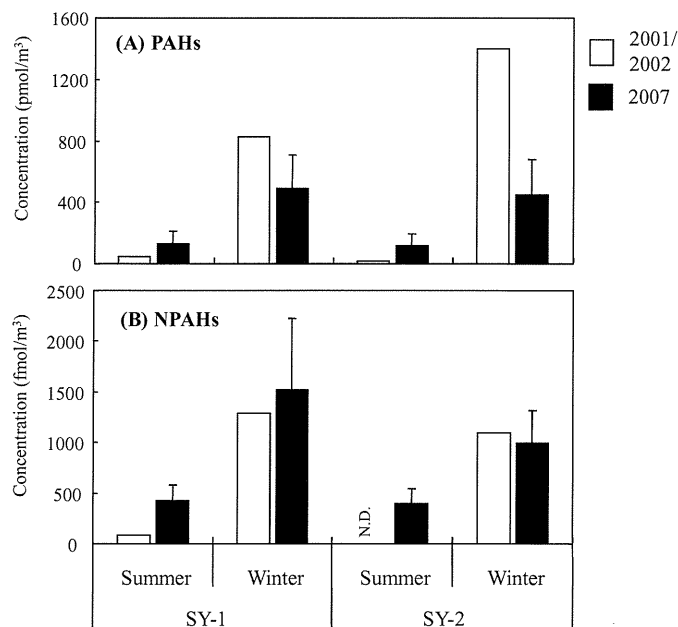 (A) PAHs
Concentration (pmol/m³)
1600
1200
800
400
0
2001/
2002
2007
(B) NPAHs
Concentration (fmol/m³)
2500
2000
1500
1000
500
0
N.D.
Summer
Winter
Summer
Winter
SY-1
SY-2